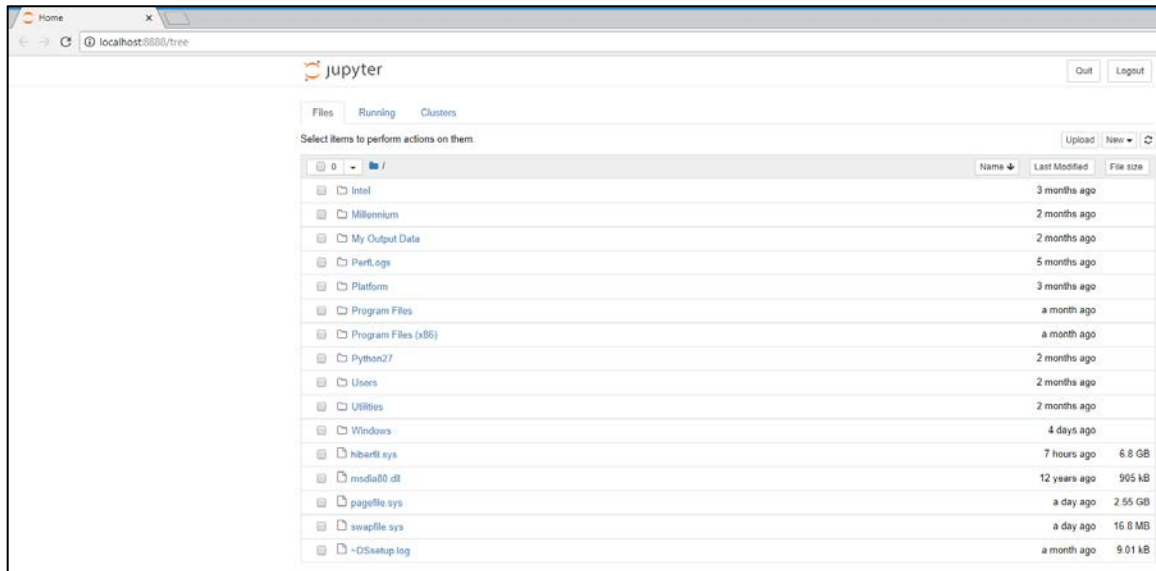 Home
localhost:8888/tree
jupyter
Quit Logout
Files Running Clusters
Select items to perform actions on them.
Upload New
0 / Name Last Modified File size
Intel 3 months ago
Millennium 2 months ago
My Output Data 2 months ago
PerfLogs 5 months ago
Platform 3 months ago
Program Files a month ago
Program Files (x86) a month ago
Python27 2 months ago
Users 2 months ago
Utilities 2 months ago
Windows 4 days ago
hiberfil.sys 7 hours ago 6.8 GB
msdia80.dll 12 years ago 905 kB
pagefile.sys a day ago 2.55 GB
swapfile.sys a day ago 16.8 MB
~DSsetup.log a month ago 9.01 kB